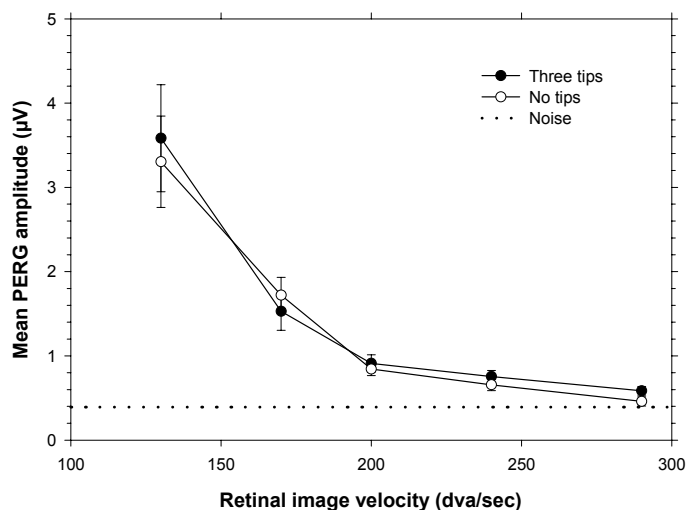 5
4
3
2
1
0
Mean PERG amplitude (µV)
Three tips
No tips
Noise
100 150 200 250 300
Retinal image velocity (dva/sec)